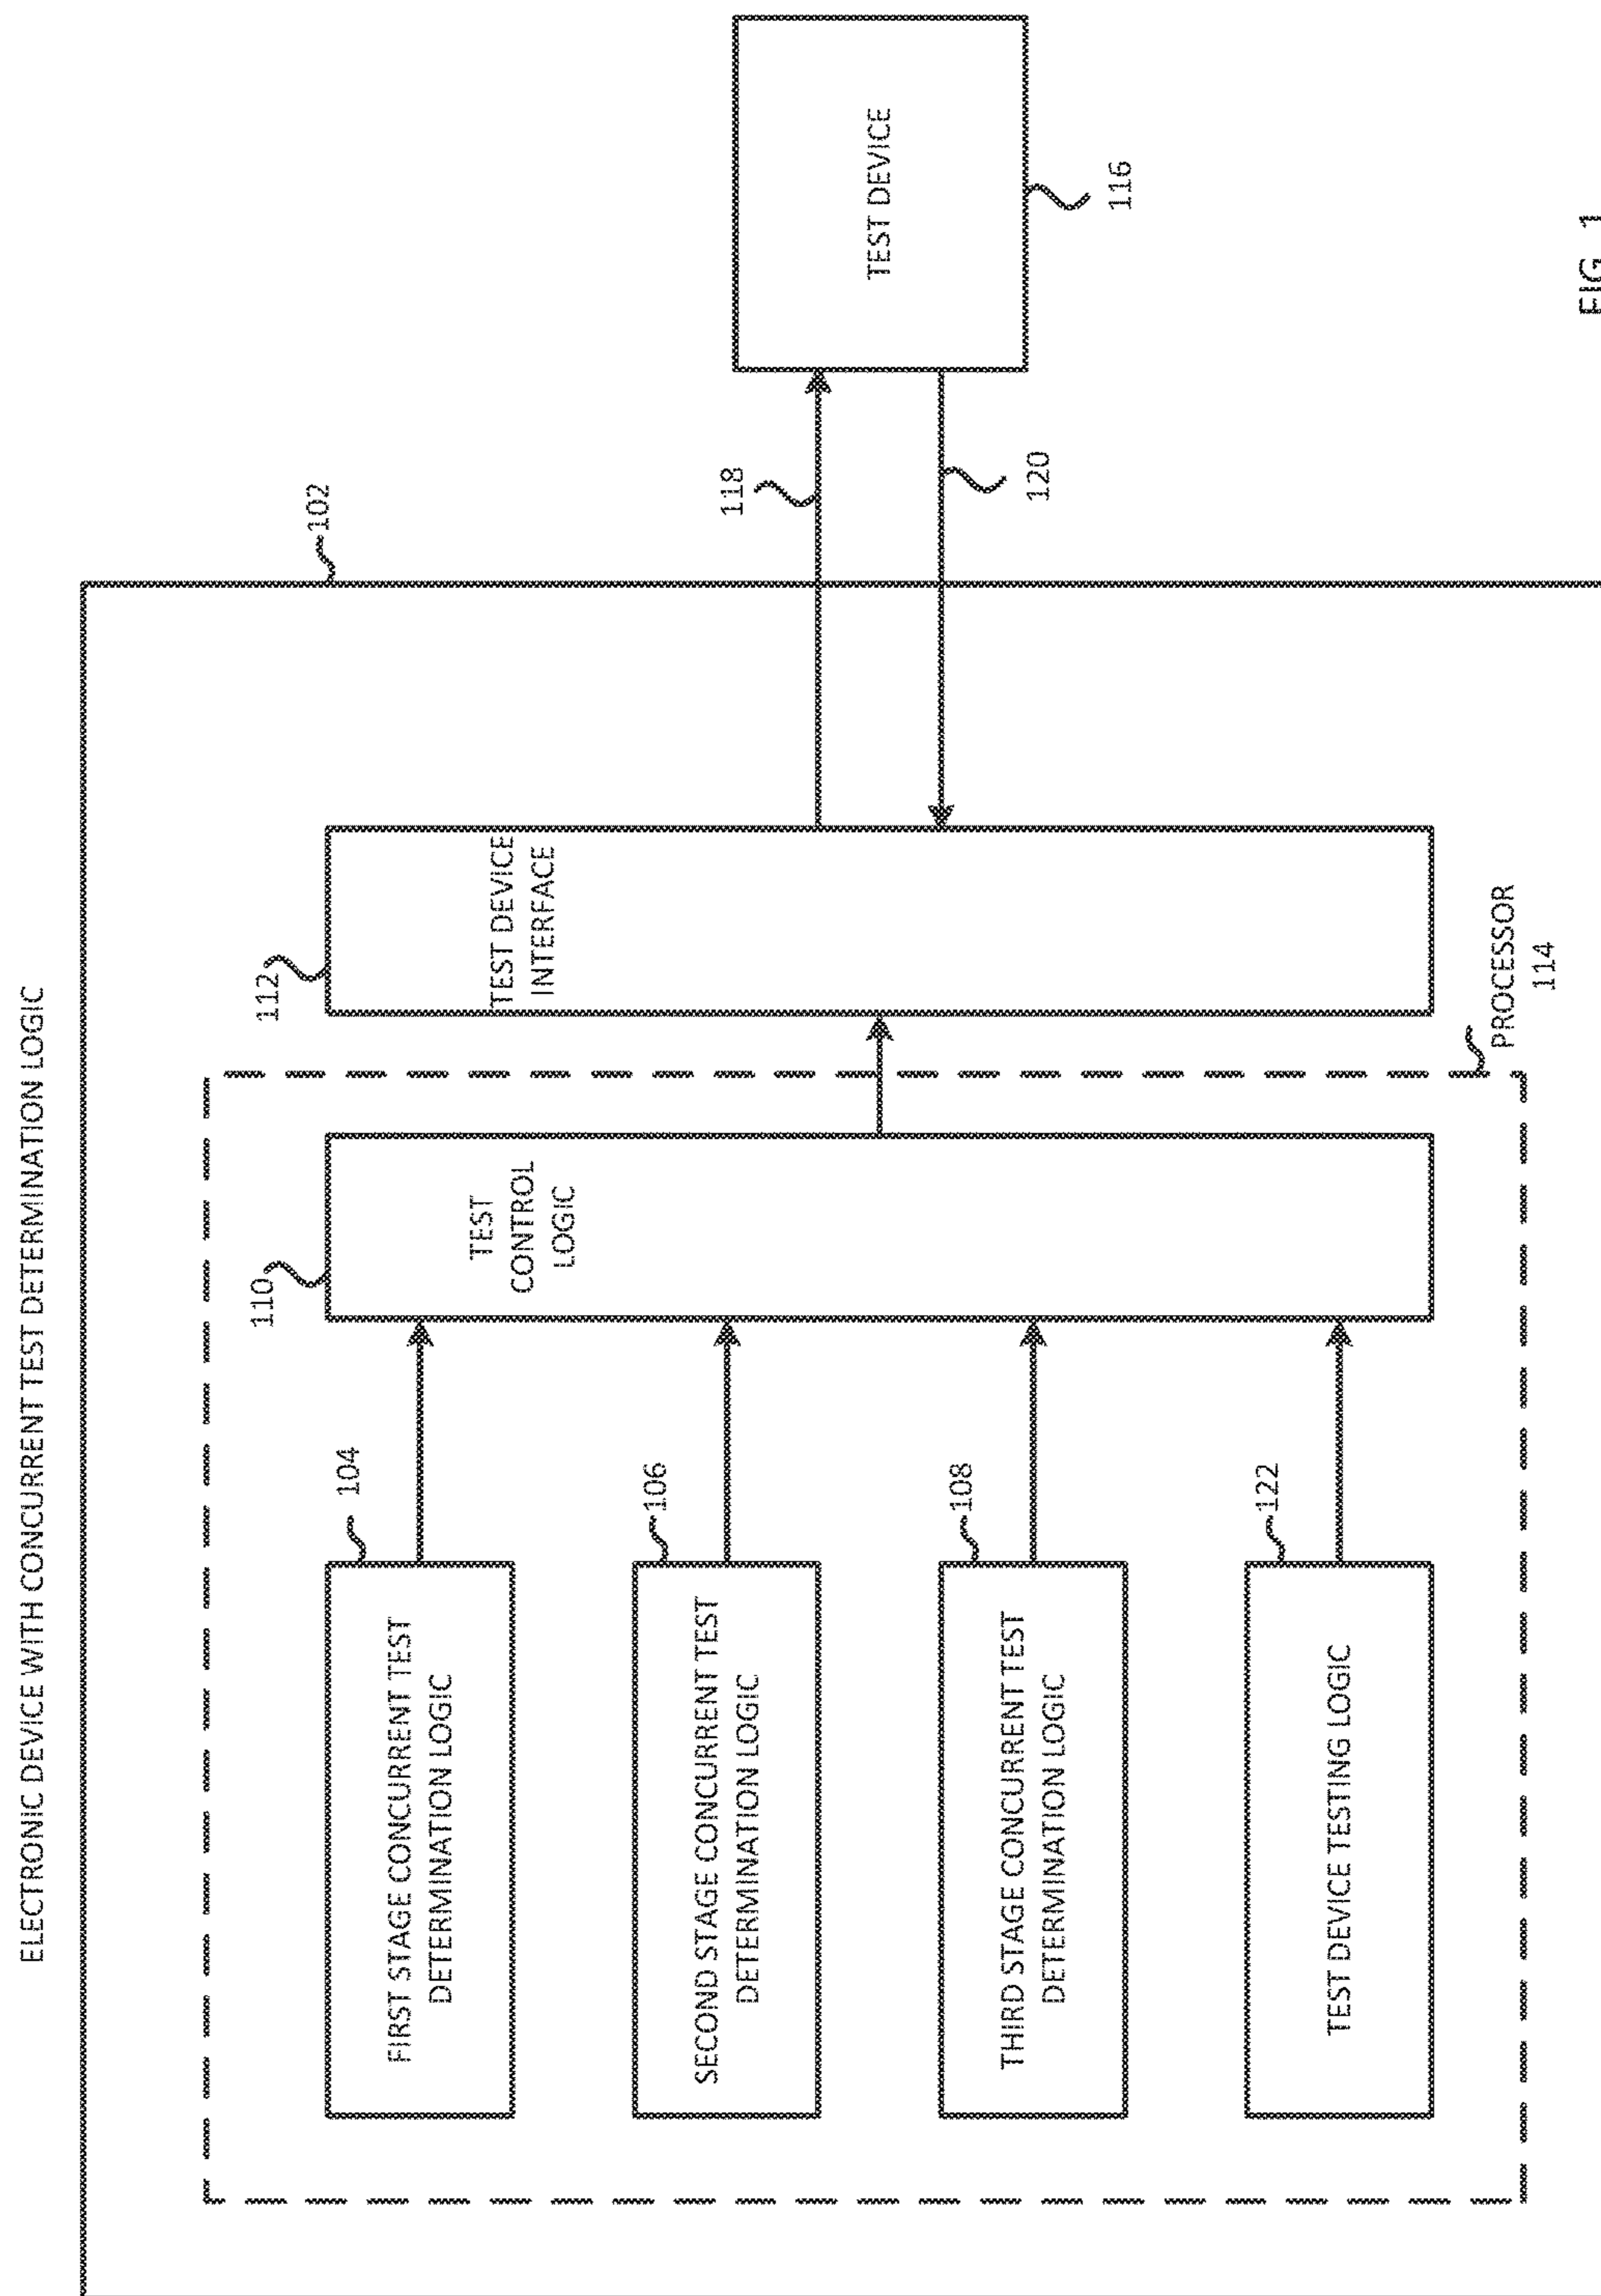 ELECTRONIC DEVICE WITH CONCURRENT TEST DETERMINATION LOGIC
102
104
FIRST STAGE CONCURRENT TEST
DETERMINATION LOGIC
106
SECOND STAGE CONCURRENT TEST
DETERMINATION LOGIC
108
THIRD STAGE CONCURRENT TEST
DETERMINATION LOGIC
122
TEST DEVICE TESTING LOGIC
110
TEST
CONTROL
LOGIC
112
TEST DEVICE
INTERFACE
PROCESSOR
114
118
120
TEST DEVICE
116
FIG. 1